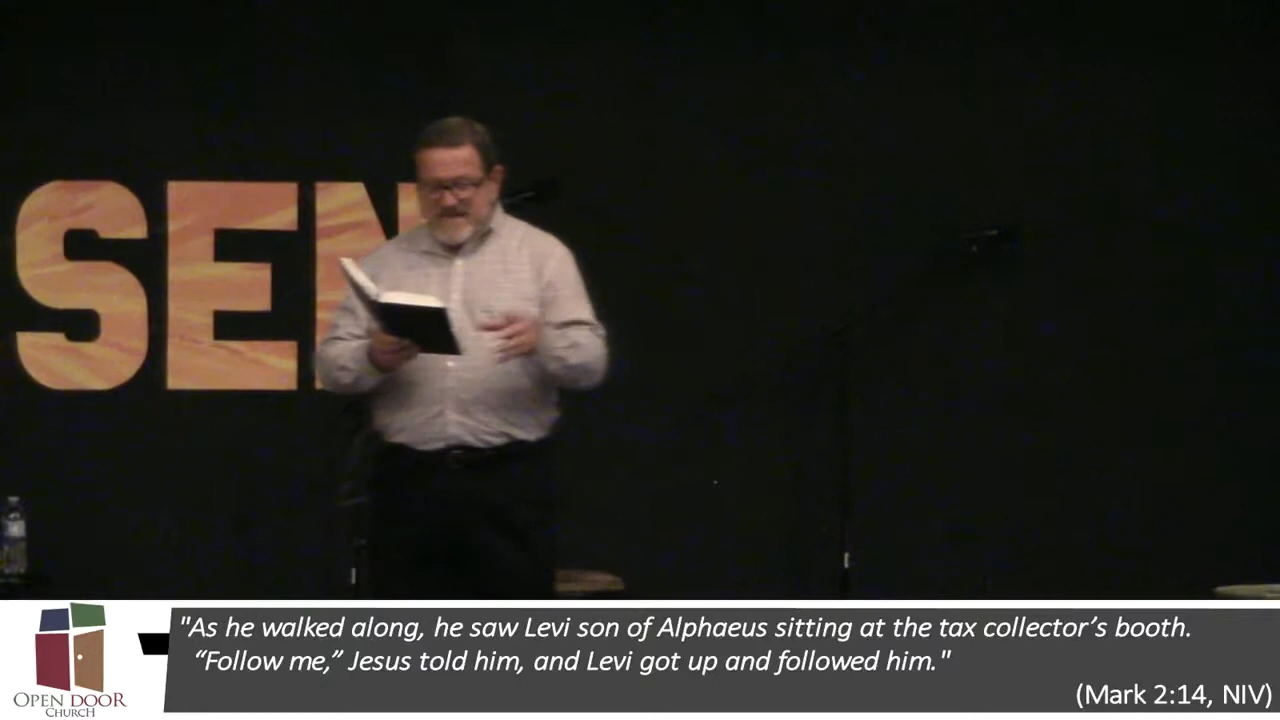 SEN
"As he walked along, he saw Levi son of Alphaeus sitting at the tax collector’s booth.
“Follow me,” Jesus told him, and Levi got up and followed him."
(Mark 2:14, NIV)
OPEN DOOR
CHURCH